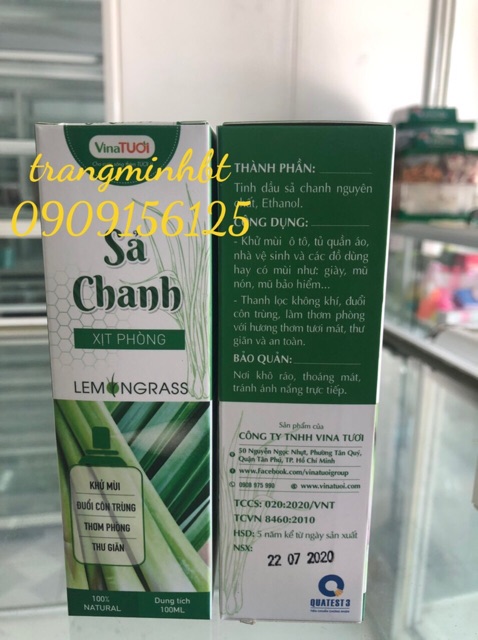 VinaTƯƠI
trangminhbt
0909156125
Sả
Chanh
XỊT PHÒNG
LEMONGRASS
KHỬ MÙI
ĐUỔI CÔN TRÙNG
THƠM PHÒNG
THƯ GIÃN
100%
NATURAL
Dung tích
100ML
THÀNH PHẦN:
Tinh dầu sả chanh nguyên
chất, Ethanol.
CÔNG DỤNG:
- Khử mùi ô tô, tủ quần áo,
nhà vệ sinh và các đồ dùng
hay có mùi như: giày, mũ
nón, mũ bảo hiểm...
- Thanh lọc không khí, đuổi
côn trùng, làm thơm phòng
với hương thơm tươi mát, thư
giãn và an toàn.
BẢO QUẢN:
Nơi khô ráo, thoáng mát,
tránh ánh nắng trực tiếp.
Sản phẩm của
CÔNG TY TNHH VINA TƯƠI
50 Nguyễn Ngọc Nhựt, Phường Tân Quý,
Quận Tân Phú, TP. Hồ Chí Minh
www.facebook.com/vinatuoigroup
0909 975 990 www.vinatuoi.com
TCCS: 020:2020/VNT
TCVN 8460:2010
HSD: 5 năm kể từ ngày sản xuất
NSX: 22 07 2020
QUATEST 3